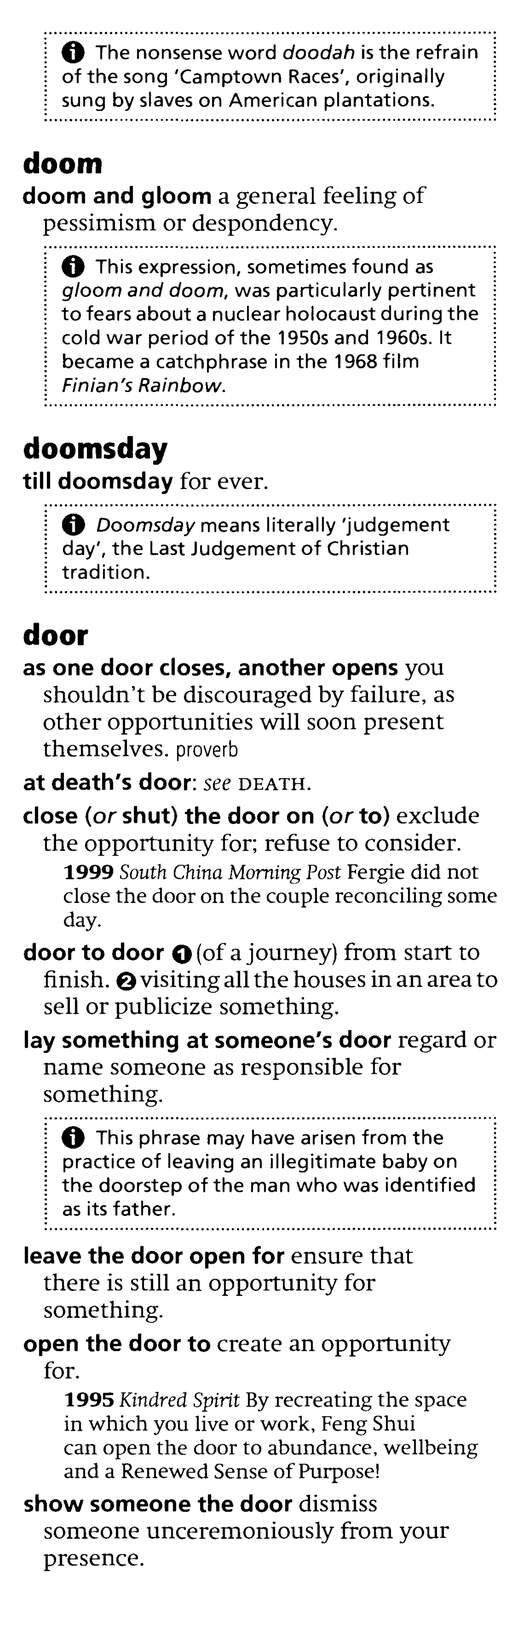 ℹ The nonsense word doodah is the refrain
of the song 'Camptown Races', originally
sung by slaves on American plantations.
doom
doom and gloom a general feeling of
pessimism or despondency.
ℹ This expression, sometimes found as
gloom and doom, was particularly pertinent
to fears about a nuclear holocaust during the
cold war period of the 1950s and 1960s. It
became a catchphrase in the 1968 film
Finian's Rainbow.
doomsday
till doomsday for ever.
ℹ Doomsday means literally 'judgement
day', the Last Judgement of Christian
tradition.
door
as one door closes, another opens you
shouldn't be discouraged by failure, as
other opportunities will soon present
themselves. proverb
at death's door: see DEATH.
close (or shut) the door on (or to) exclude
the opportunity for; refuse to consider.
1999 South China Morning Post Fergie did not
close the door on the couple reconciling some
day.
door to door ❶ (of a journey) from start to
finish. ❷ visiting all the houses in an area to
sell or publicize something.
lay something at someone's door regard or
name someone as responsible for
something.
ℹ This phrase may have arisen from the
practice of leaving an illegitimate baby on
the doorstep of the man who was identified
as its father.
leave the door open for ensure that
there is still an opportunity for
something.
open the door to create an opportunity
for.
1995 Kindred Spirit By recreating the space
in which you live or work, Feng Shui
can open the door to abundance, wellbeing
and a Renewed Sense of Purpose!
show someone the door dismiss
someone unceremoniously from your
presence.